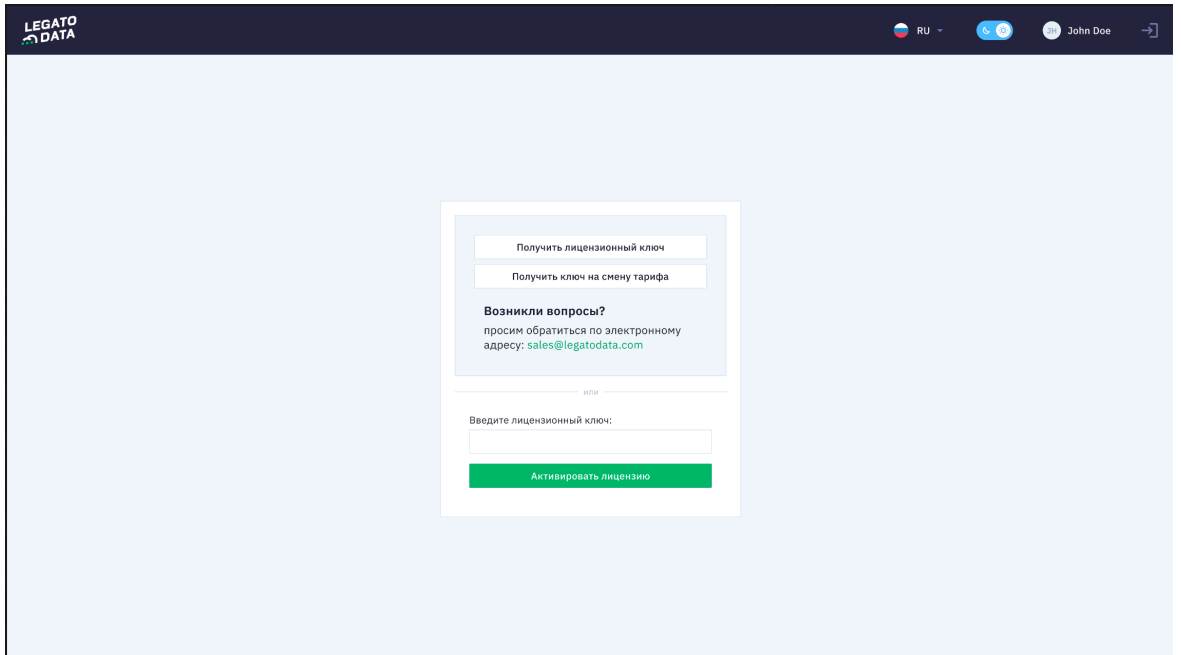 LEGATO
DATA
RU
JH
John Doe
Получить лицензионный ключ
Получить ключ на смену тарифа
Возникли вопросы?
просим обратиться по электронному
адресу: sales@legatodata.com
или
Введите лицензионный ключ:
Активировать лицензию